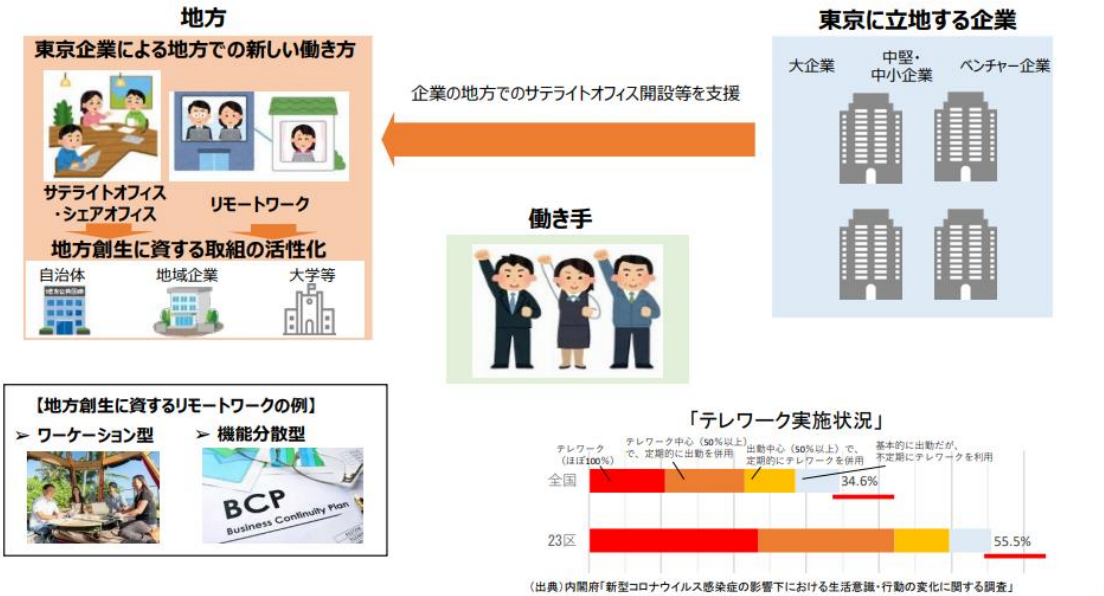 地方
東京企業による地方での新しい働き方
サテライトオフィス
・シェアオフィス
リモートワーク
地方創生に資する取組の活性化
自治体
地域企業
大学等
企業の地方でのサテライトオフィス開設等を支援
東京に立地する企業
大企業
中堅・
中小企業
ベンチャー企業
働き手
【地方創生に資するリモートワークの例】
➢ ワーケーション型
➢ 機能分散型
BCP
Business Continuity Plan
「テレワーク実施状況」
テレワーク
(ほぼ100%)
テレワーク中心（50%以上）
で、定期的に出勤を併用
出勤中心（50%以上）で、
定期的にテレワークを併用
基本的に出勤だが、
不定期にテレワークを利用
全国
34.6%
23区
55.5%
（出典）内閣府「新型コロナウイルス感染症の影響下における生活意識・行動の変化に関する調査」